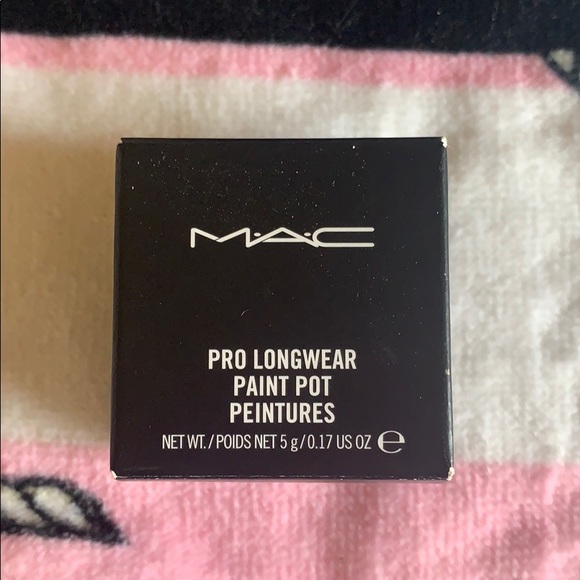 M·A·C
PRO LONGWEAR
PAINT POT
PEINTURES
NET WT./POIDS NET 5 g/0.17 US OZ ℮